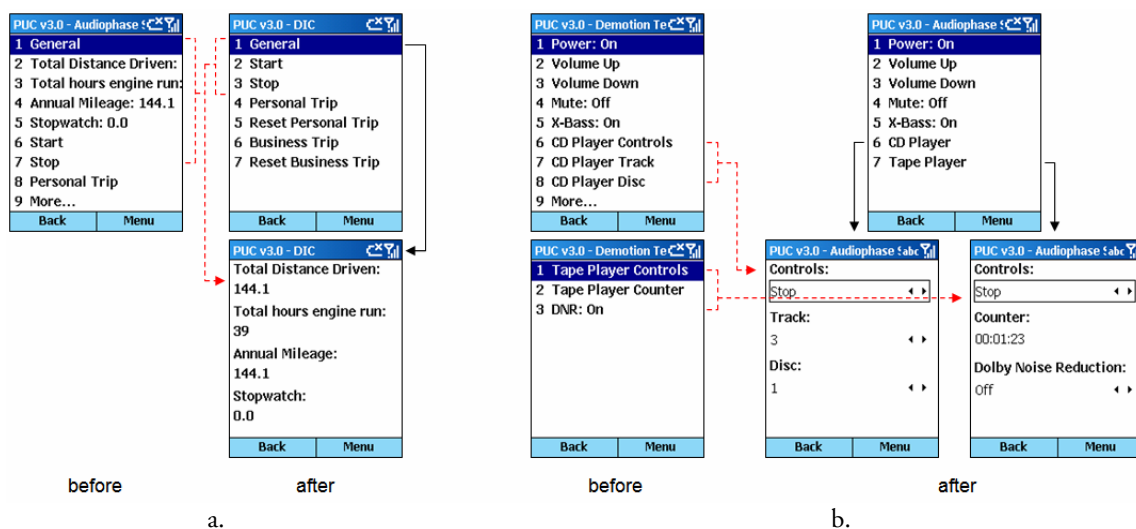 PUC v3.0 - Audiophase S
1 General
2 Total Distance Driven:
3 Total hours engine run:
4 Annual Mileage: 144.1
5 Stopwatch: 0.0
6 Start
7 Stop
8 Personal Trip
9 More...
Back Menu
PUC v3.0 - DIC
1 General
2 Start
3 Stop
4 Personal Trip
5 Reset Personal Trip
6 Business Trip
7 Reset Business Trip
Back Menu
PUC v3.0 - DIC
Total Distance Driven:
144.1
Total hours engine run:
39
Annual Mileage:
144.1
Stopwatch:
0.0
Back Menu
before after
a.
PUC v3.0 - Demotion Te
1 Power: On
2 Volume Up
3 Volume Down
4 Mute: Off
5 X-Bass: On
6 CD Player Controls
7 CD Player Track
8 CD Player Disc
9 More...
Back Menu
PUC v3.0 - Demotion Te
1 Tape Player Controls
2 Tape Player Counter
3 DNR: On
Back Menu
PUC v3.0 - Audiophase S
1 Power: On
2 Volume Up
3 Volume Down
4 Mute: Off
5 X-Bass: On
6 CD Player
7 Tape Player
Back Menu
PUC v3.0 - Audiophase S abc
Controls:
Stop
Track:
3
Disc:
1
Back Menu
PUC v3.0 - Audiophase S abc
Controls:
Stop
Counter:
00:01:23
Dolby Noise Reduction:
Off
Back Menu
before after
b.